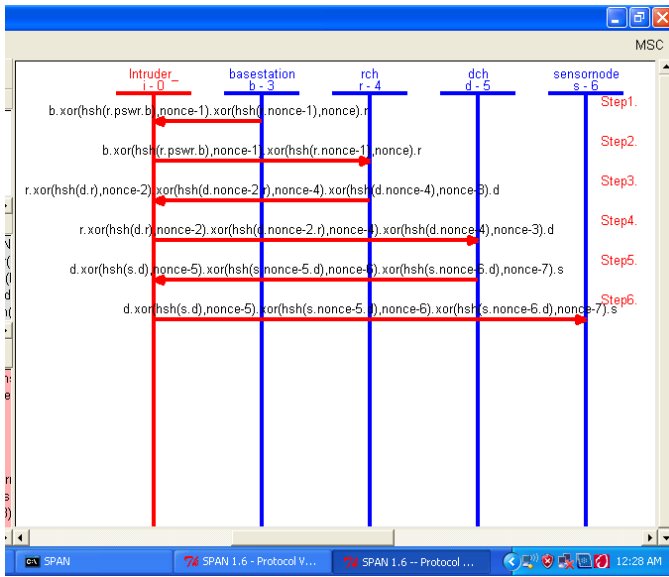 MSC
Intruder_ basestation rch dch sensornode
i - 0 b - 3 r - 4 d - 5 s - 6
Step1.
b.xor(hsh(r.pswr.b),nonce-1).xor(hsh(r.nonce-1),nonce).r
Step2.
b.xor(hsh(r.pswr.b),nonce-1).xor(hsh(r.nonce-1),nonce).r
Step3.
r.xor(hsh(d.r),nonce-2).xor(hsh(d.nonce-2.r),nonce-4).xor(hsh(d.nonce-4),nonce-3).d
Step4.
r.xor(hsh(d.r),nonce-2).xor(hsh(d.nonce-2.r),nonce-4).xor(hsh(d.nonce-4),nonce-3).d
Step5.
d.xor(hsh(s.d),nonce-5).xor(hsh(s.nonce-5.d),nonce-6).xor(hsh(s.nonce-6.d),nonce-7).s
Step6.
d.xor(hsh(s.d),nonce-5).xor(hsh(s.nonce-5.d),nonce-6).xor(hsh(s.nonce-6.d),nonce-7).s
SPAN SPAN 1.6 - Protocol V... SPAN 1.6 -- Protocol ... 12:28 AM